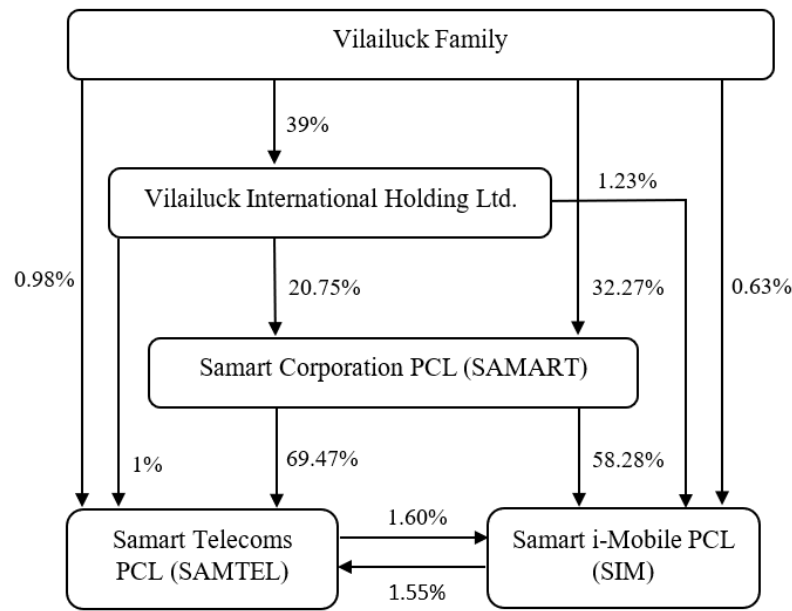 Vilailuck Family
39%
Vilailuck International Holding Ltd.
1.23%
0.98%
20.75%
32.27%
0.63%
Samart Corporation PCL (SAMART)
1%
69.47%
58.28%
Samart Telecoms
PCL (SAMTEL)
1.60%
1.55%
Samart i-Mobile PCL
(SIM)